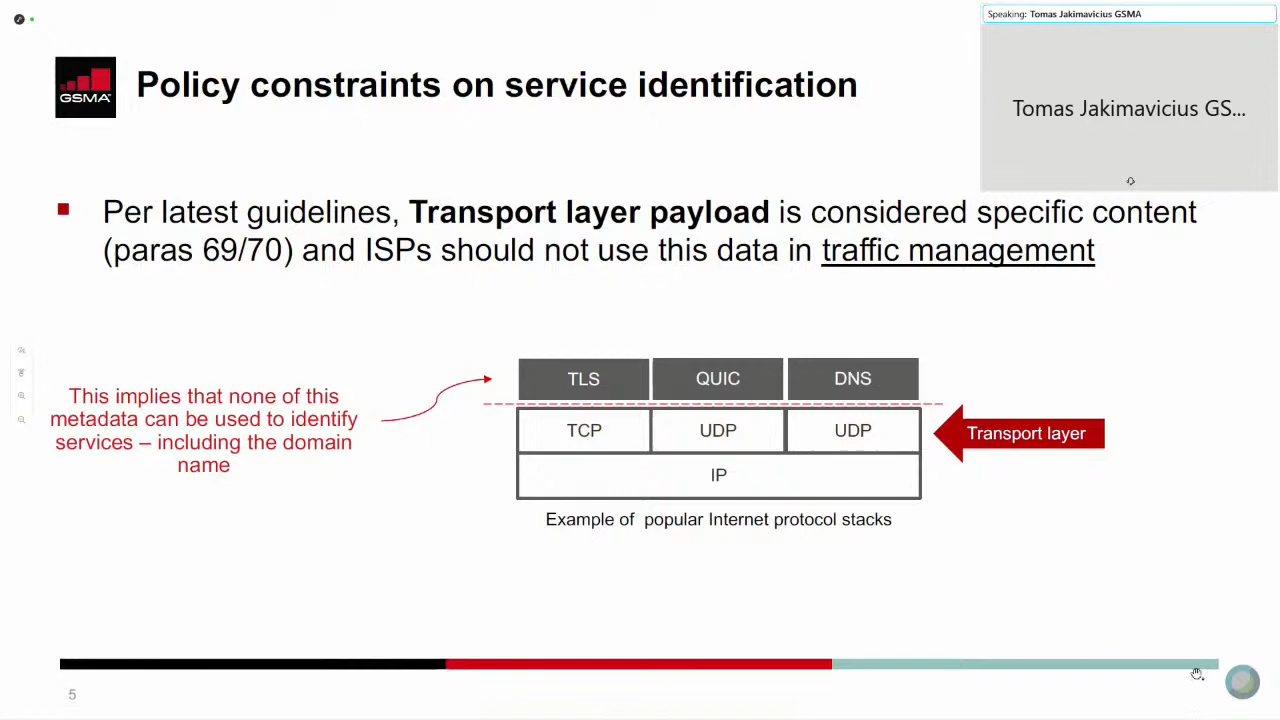 Speaking: Tomas Jakimavicius GSMA
Tomas Jakimavicius GS...
GSMA
Policy constraints on service identification
Per latest guidelines, Transport layer payload is considered specific content
(paras 69/70) and ISPs should not use this data in traffic management
This implies that none of this
metadata can be used to identify
services – including the domain
name
TLS QUIC DNS
TCP UDP UDP
IP
Transport layer
Example of popular Internet protocol stacks
5